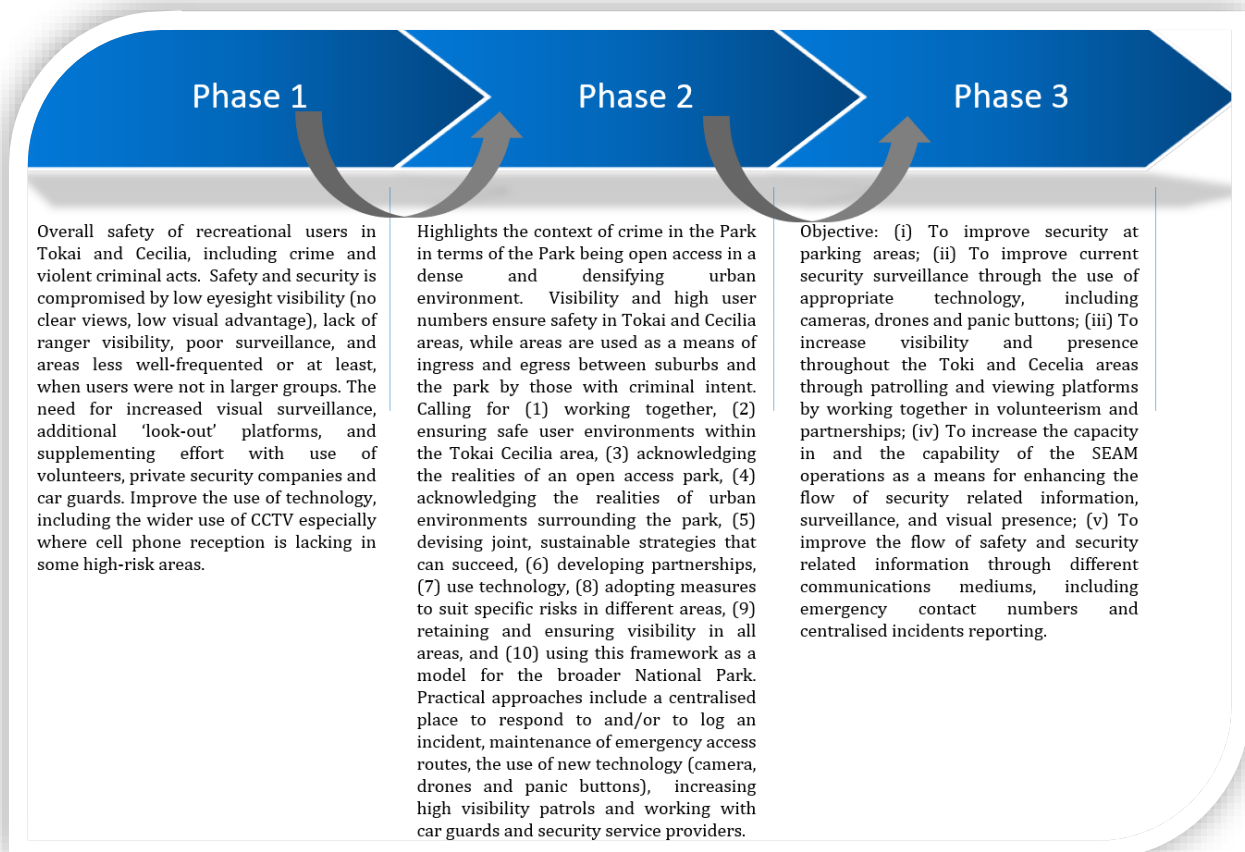 Phase 1
Phase 2
Phase 3
Overall safety of recreational users in
Tokai and Cecilia, including crime and
violent criminal acts. Safety and security is
compromised by low eyesight visibility (no
clear views, low visual advantage), lack of
ranger visibility, poor surveillance, and
areas less well-frequented or at least,
when users were not in larger groups. The
need for increased visual surveillance,
additional ‘look-out’ platforms, and
supplementing effort with use of
volunteers, private security companies and
car guards. Improve the use of technology,
including the wider use of CCTV especially
where cell phone reception is lacking in
some high-risk areas.
Highlights the context of crime in the Park
in terms of the Park being open access in a
dense and densifying urban
environment. Visibility and high user
numbers ensure safety in Tokai and Cecilia
areas, while areas are used as a means of
ingress and egress between suburbs and
the park by those with criminal intent.
Calling for (1) working together, (2)
ensuring safe user environments within
the Tokai Cecilia area, (3) acknowledging
the realities of an open access park, (4)
acknowledging the realities of urban
environments surrounding the park, (5)
devising joint, sustainable strategies that
can succeed, (6) developing partnerships,
(7) use technology, (8) adopting measures
to suit specific risks in different areas, (9)
retaining and ensuring visibility in all
areas, and (10) using this framework as a
model for the broader National Park.
Practical approaches include a centralised
place to respond to and/or to log an
incident, maintenance of emergency access
routes, the use of new technology (camera,
drones and panic buttons), increasing
high visibility patrols and working with
car guards and security service providers.
Objective: (i) To improve security at
parking areas; (ii) To improve current
security surveillance through the use of
appropriate technology, including
cameras, drones and panic buttons; (iii) To
increase visibility and presence
throughout the Toki and Cecelia areas
through patrolling and viewing platforms
by working together in volunteerism and
partnerships; (iv) To increase the capacity
in and the capability of the SEAM
operations as a means for enhancing the
flow of security related information,
surveillance, and visual presence; (v) To
improve the flow of safety and security
related information through different
communications mediums, including
emergency contact numbers and
centralised incidents reporting.